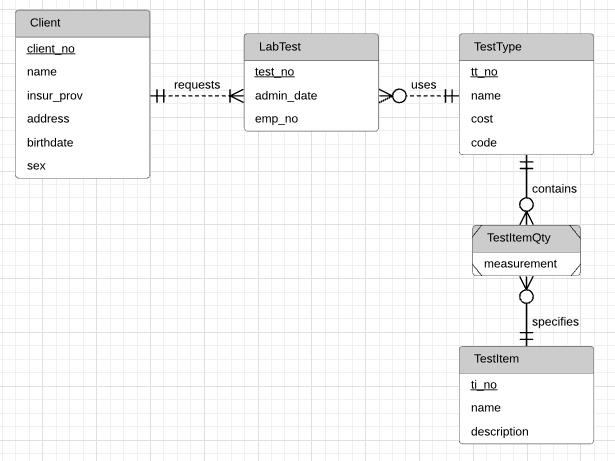 Client
client_no
name
insur_prov
address
birthdate
sex
requests
LabTest
test_no
admin_date
emp_no
uses
TestType
tt_no
name
cost
code
contains
TestItemQty
measurement
specifies
TestItem
ti_no
name
description